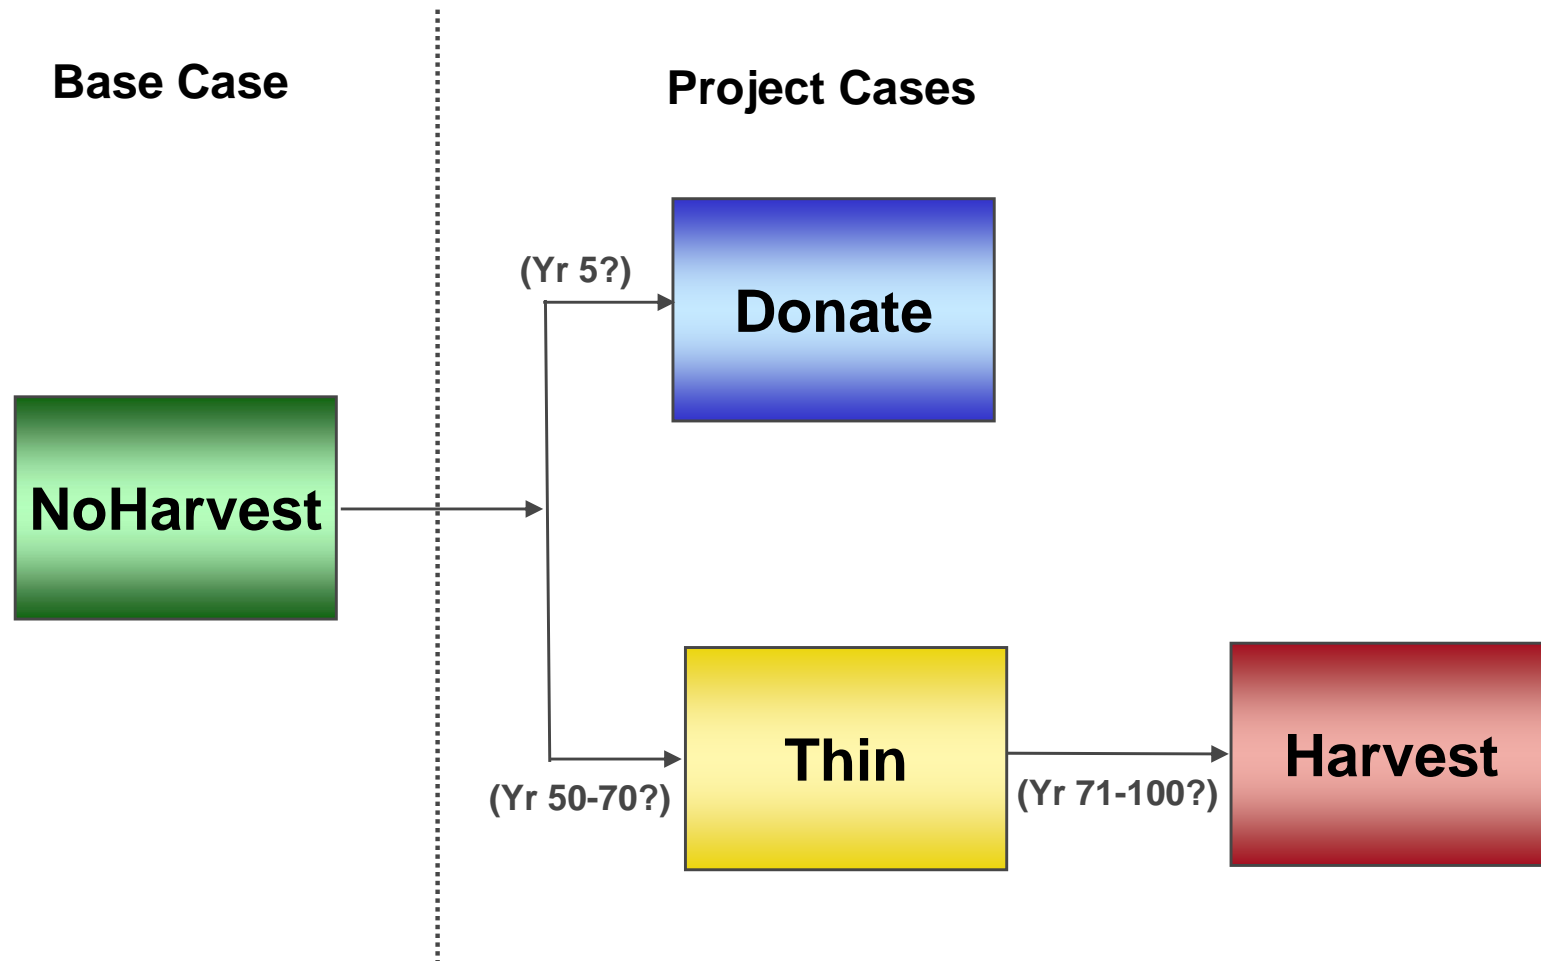 Base Case
Project Cases
(Yr 5?)
Donate
NoHarvest
Thin
Harvest
(Yr 50-70?)
(Yr 71-100?)